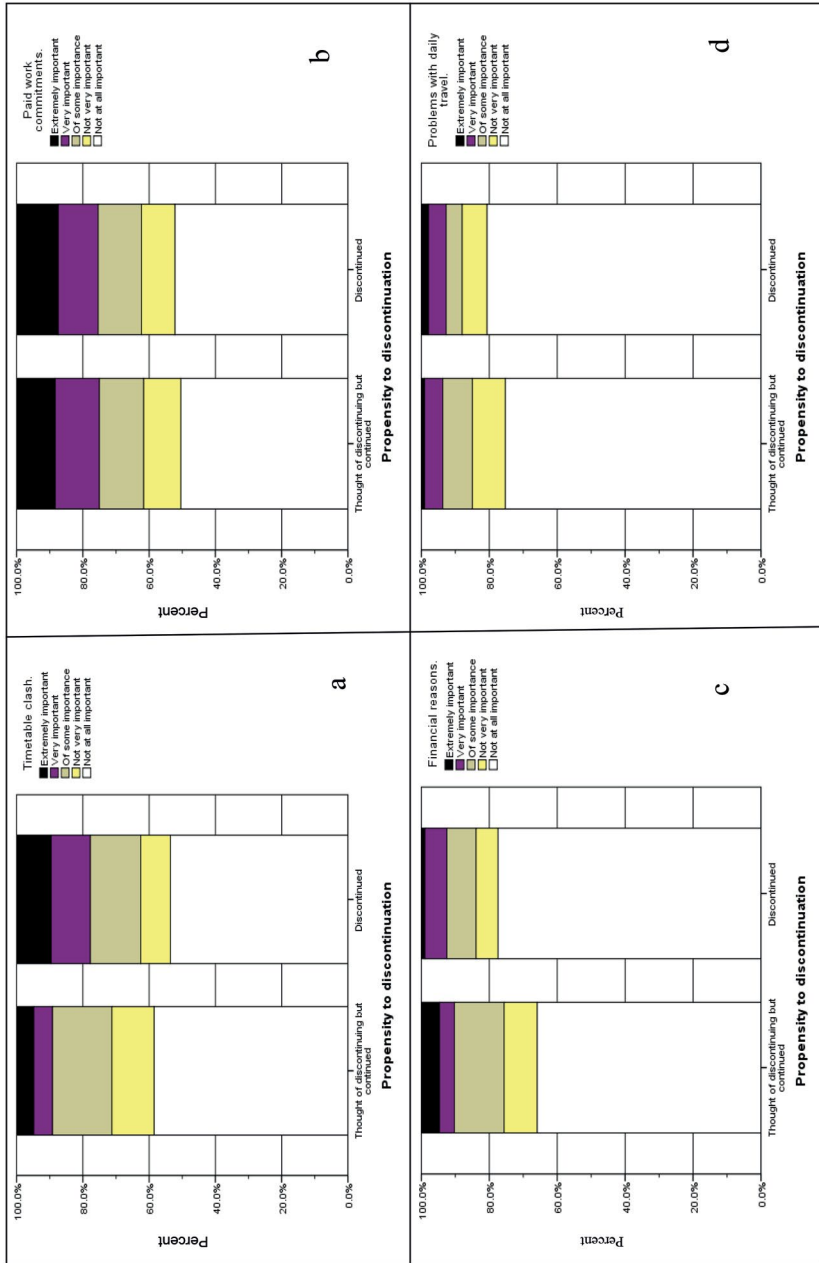 Timetable clash.
Extremely important
Very important
Of some importance
Not very important
Not at all important
a
100.0%
80.0%
60.0%
40.0%
20.0%
0.0%
Percent
Thought of discontinuing but
continued
Discontinued
Propensity to discontinuation
Paid work
commitments.
Extremely important
Very important
Of some importance
Not very important
Not at all important
b
100.0%
80.0%
60.0%
40.0%
20.0%
0.0%
Percent
Thought of discontinuing but
continued
Discontinued
Propensity to discontinuation
Financial reasons.
Extremely important
Very important
Of some importance
Not very important
Not at all important
c
100.0%
80.0%
60.0%
40.0%
20.0%
0.0%
Percent
Thought of discontinuing but
continued
Discontinued
Propensity to discontinuation
Problems with daily
travel.
Extremely important
Very important
Of some importance
Not very important
Not at all important
d
100.0%
80.0%
60.0%
40.0%
20.0%
0.0%
Percent
Thought of discontinuing but
continued
Discontinued
Propensity to discontinuation